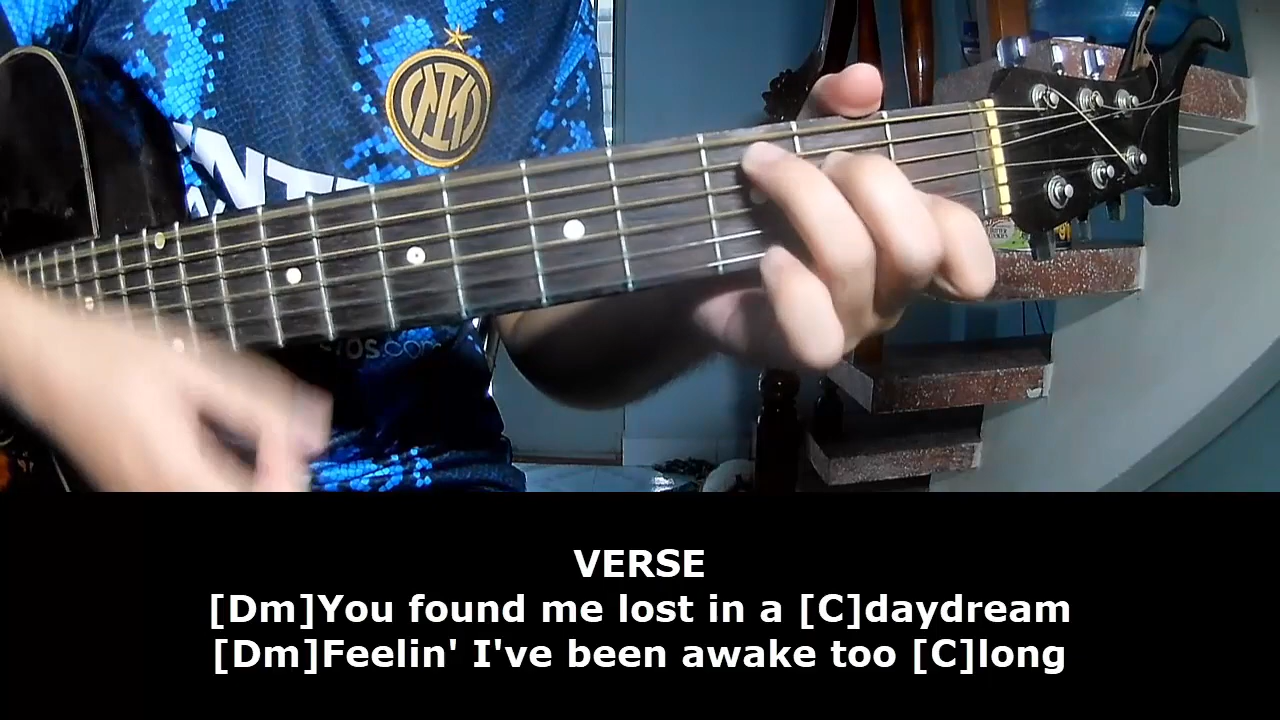 VERSE
[Dm]You found me lost in a [C]daydream
[Dm]Feelin' I've been awake too [C]long